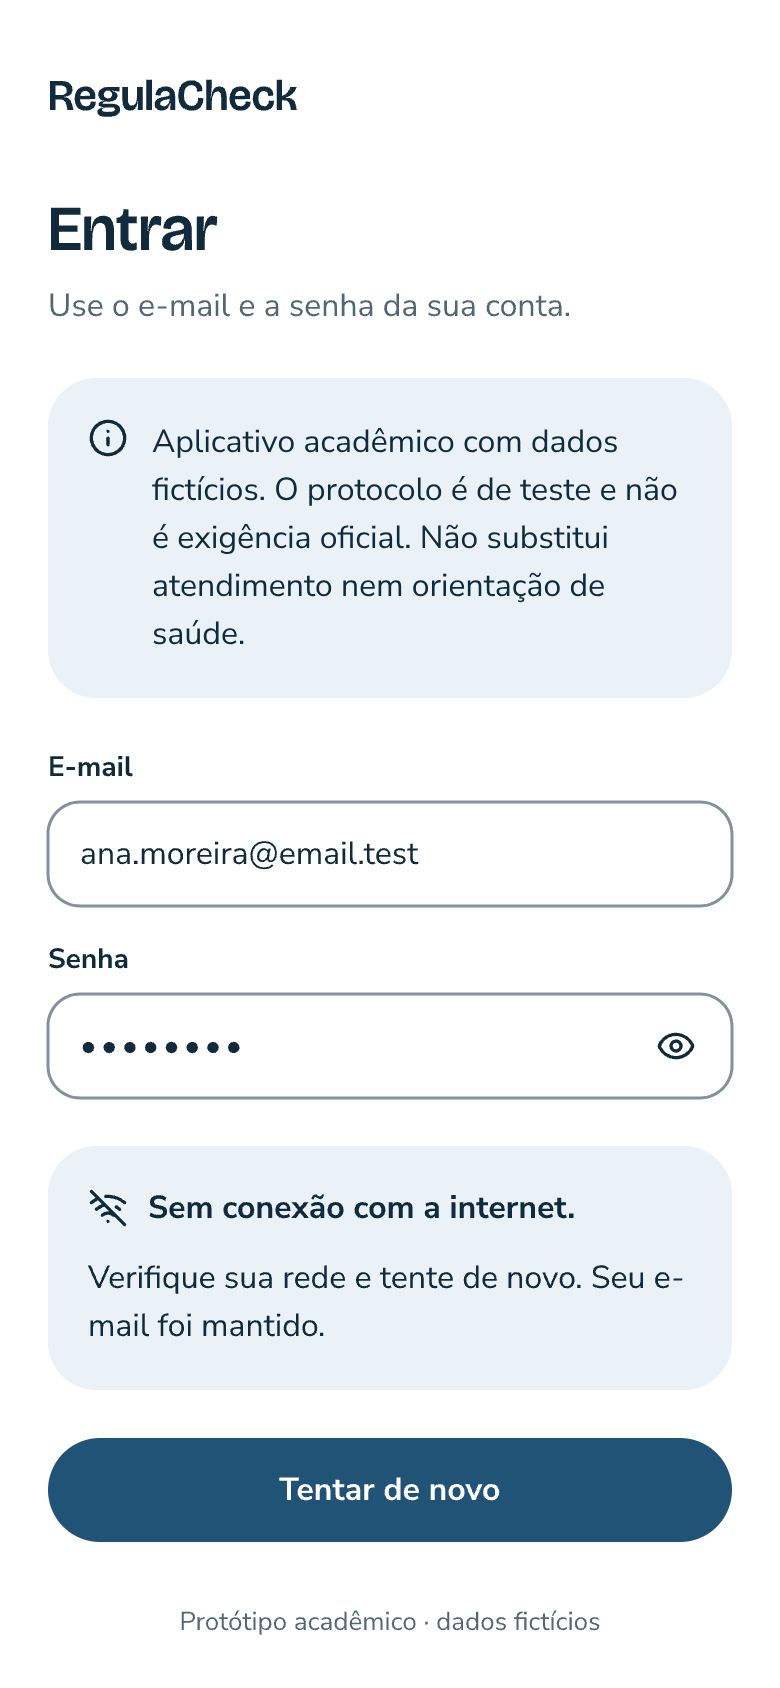 RegulaCheck
Entrar
Use o e-mail e a senha da sua conta.
Aplicativo acadêmico com dados
fictícios. O protocolo é de teste e não
é exigência oficial. Não substitui
atendimento nem orientação de
saúde.
E-mail
ana.moreira@email.test
Senha
••••••••
Sem conexão com a internet.
Verifique sua rede e tente de novo. Seu e-
mail foi mantido.
Tentar de novo
Protótipo acadêmico · dados fictícios